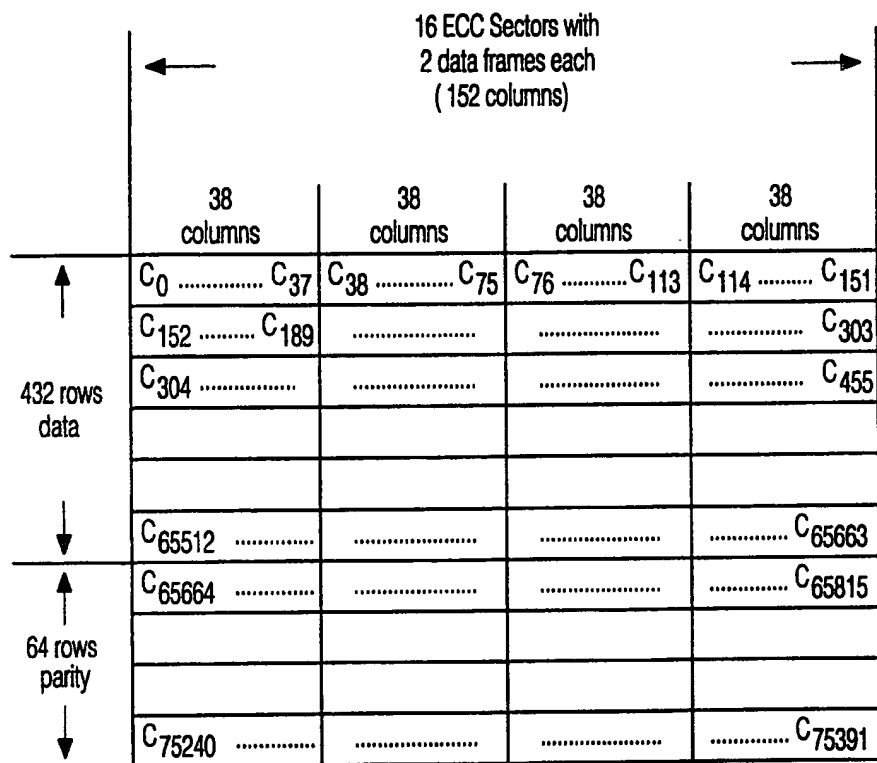 16 ECC Sectors with
2 data frames each
( 152 columns)
38 columns
38 columns
38 columns
38 columns
432 rows
data
C0 .............. C37 C38 ............. C75 C76 ........... C113 C114 ......... C151
C152 ......... C189 .................... .................... ............... C303
C304 ................ .................... .................... ............... C455
C65512 ............. .................... .................... ............ C65663
64 rows
parity
C65664 ............. .................... .................... ............ C65815
C75240 ............. .................... .................... ............ C75391